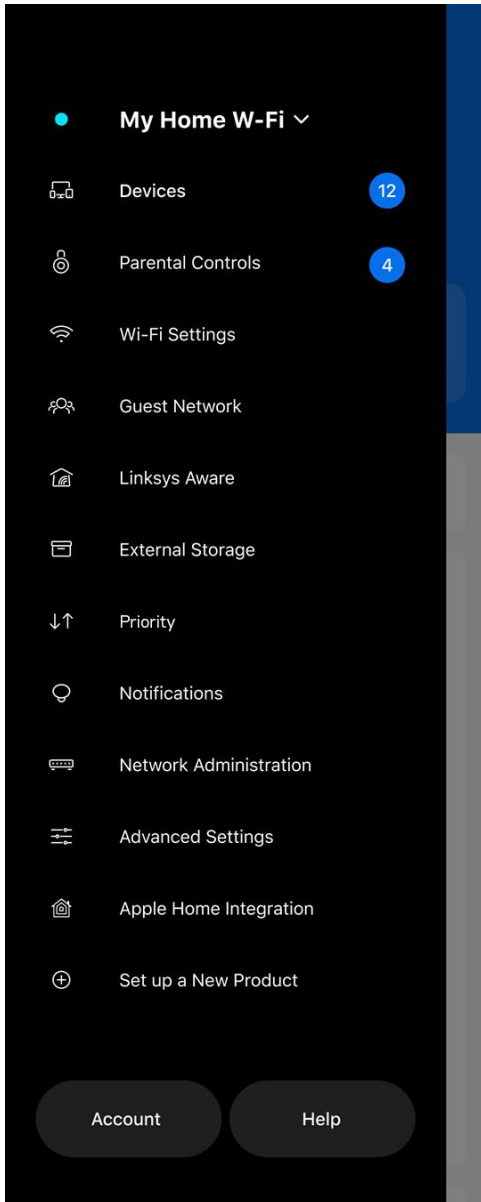 My Home W-Fi
Devices 12
Parental Controls 4
Wi-Fi Settings
Guest Network
Linksys Aware
External Storage
Priority
Notifications
Network Administration
Advanced Settings
Apple Home Integration
Set up a New Product
Account Help